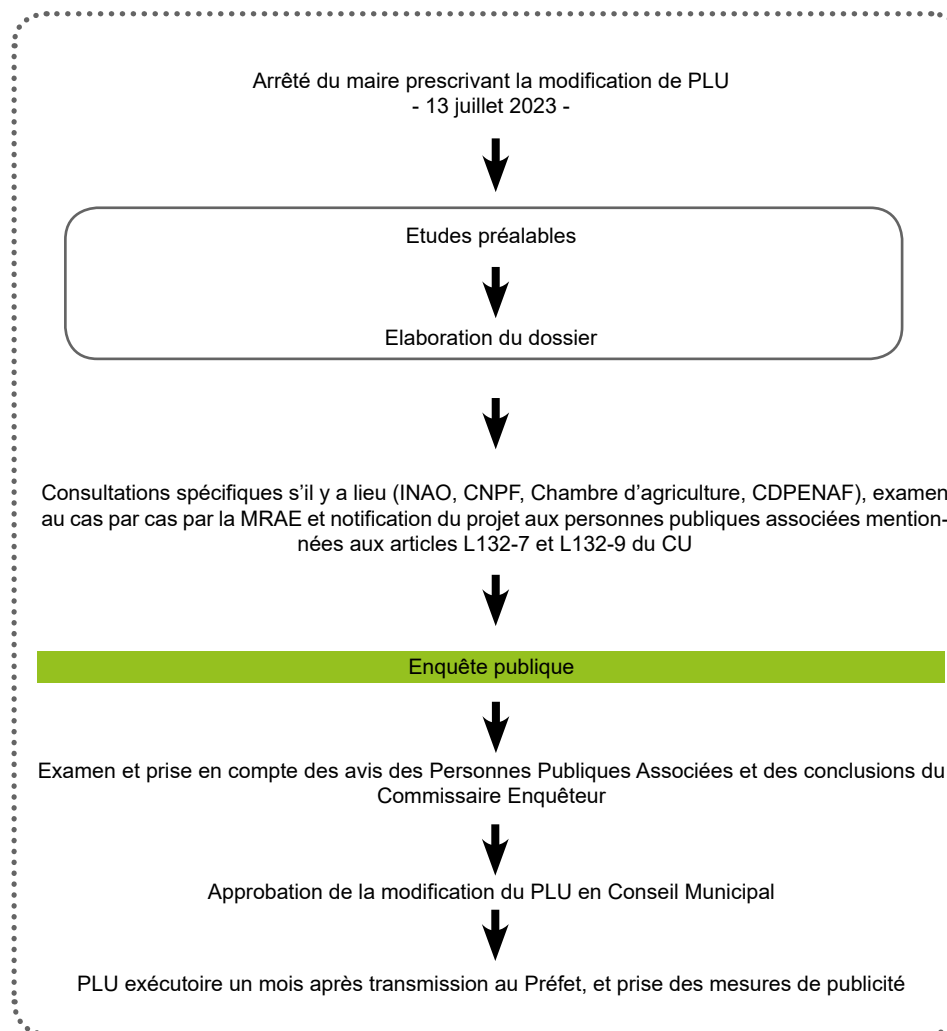 Arrêté du maire prescrivant la modification de PLU
- 13 juillet 2023 -
Etudes préalables
Elaboration du dossier
Consultations spécifiques s'il y a lieu (INAO, CNPF, Chambre d'agriculture, CDPENAF), examen
au cas par cas par la MRAE et notification du projet aux personnes publiques associées mention-
nées aux articles L132-7 et L132-9 du CU
Enquête publique
Examen et prise en compte des avis des Personnes Publiques Associées et des conclusions du
Commissaire Enquêteur
Approbation de la modification du PLU en Conseil Municipal
PLU exécutoire un mois après transmission au Préfet, et prise des mesures de publicité